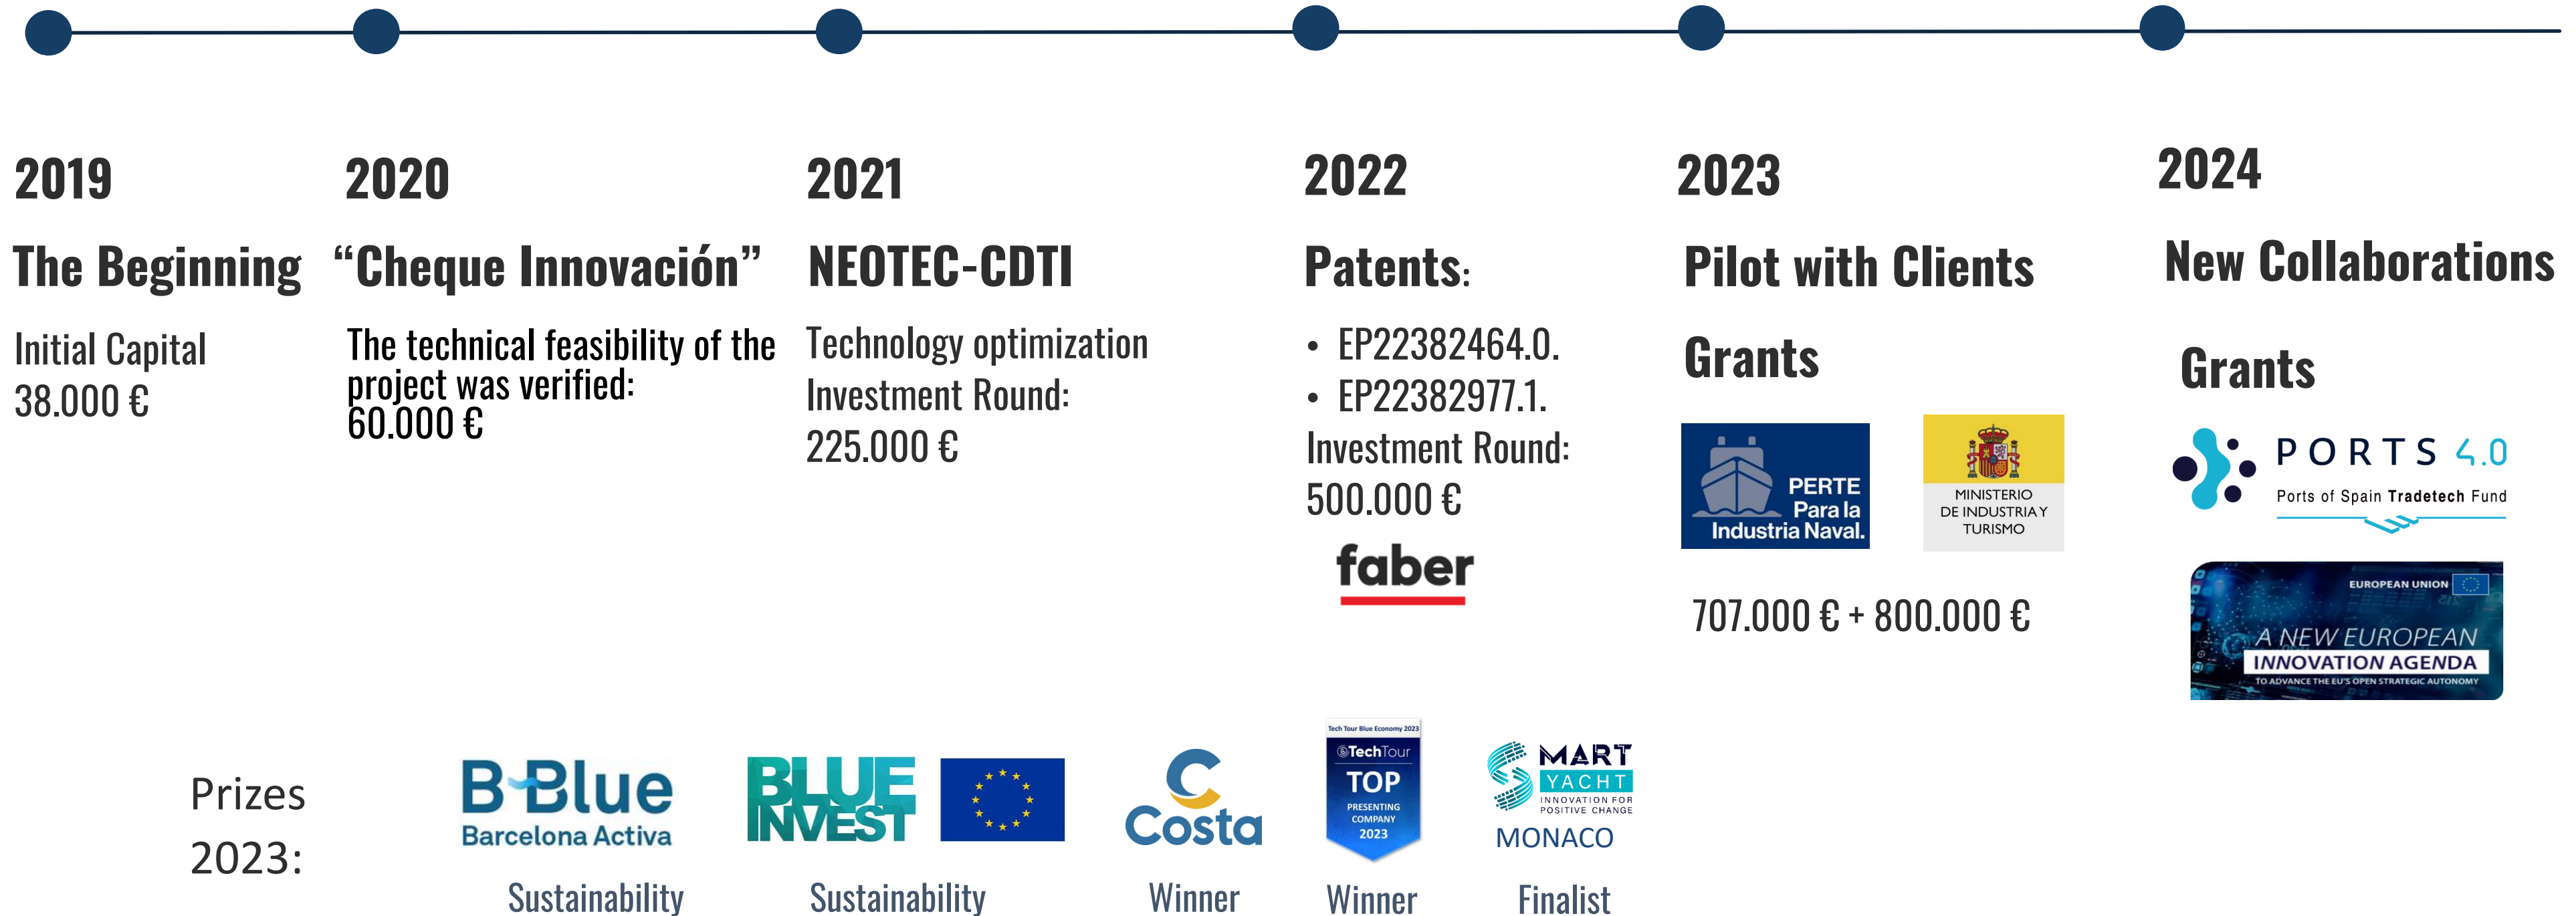 2019
The Beginning
Initial Capital
38.000 €
2020
“Cheque Innovación”
The technical feasibility of the
project was verified:
60.000 €
2021
NEOTEC-CDTI
Technology optimization
Investment Round:
225.000 €
2022
Patents:
• EP22382464.0.
• EP22382977.1.
Investment Round:
500.000 €
faber
2023
Pilot with Clients
Grants
PERTE
Para la
Industria Naval.
MINISTERIO
DE INDUSTRIA Y
TURISMO
707.000 € + 800.000 €
2024
New Collaborations
Grants
PORTS 4.0
Ports of Spain Tradetech Fund
EUROPEAN UNION
A NEW EUROPEAN
INNOVATION AGENDA
TO ADVANCE THE EU'S OPEN STRATEGIC AUTONOMY
Prizes
2023:
B-Blue
Barcelona Activa
Sustainability
BLUE
INVEST
Sustainability
Costa
Winner
Tech Tour Blue Economy 2023
TechTour
TOP
PRESENTING
COMPANY
2023
Winner
SMART
YACHT
INNOVATION FOR
POSITIVE CHANGE
MONACO
Finalist